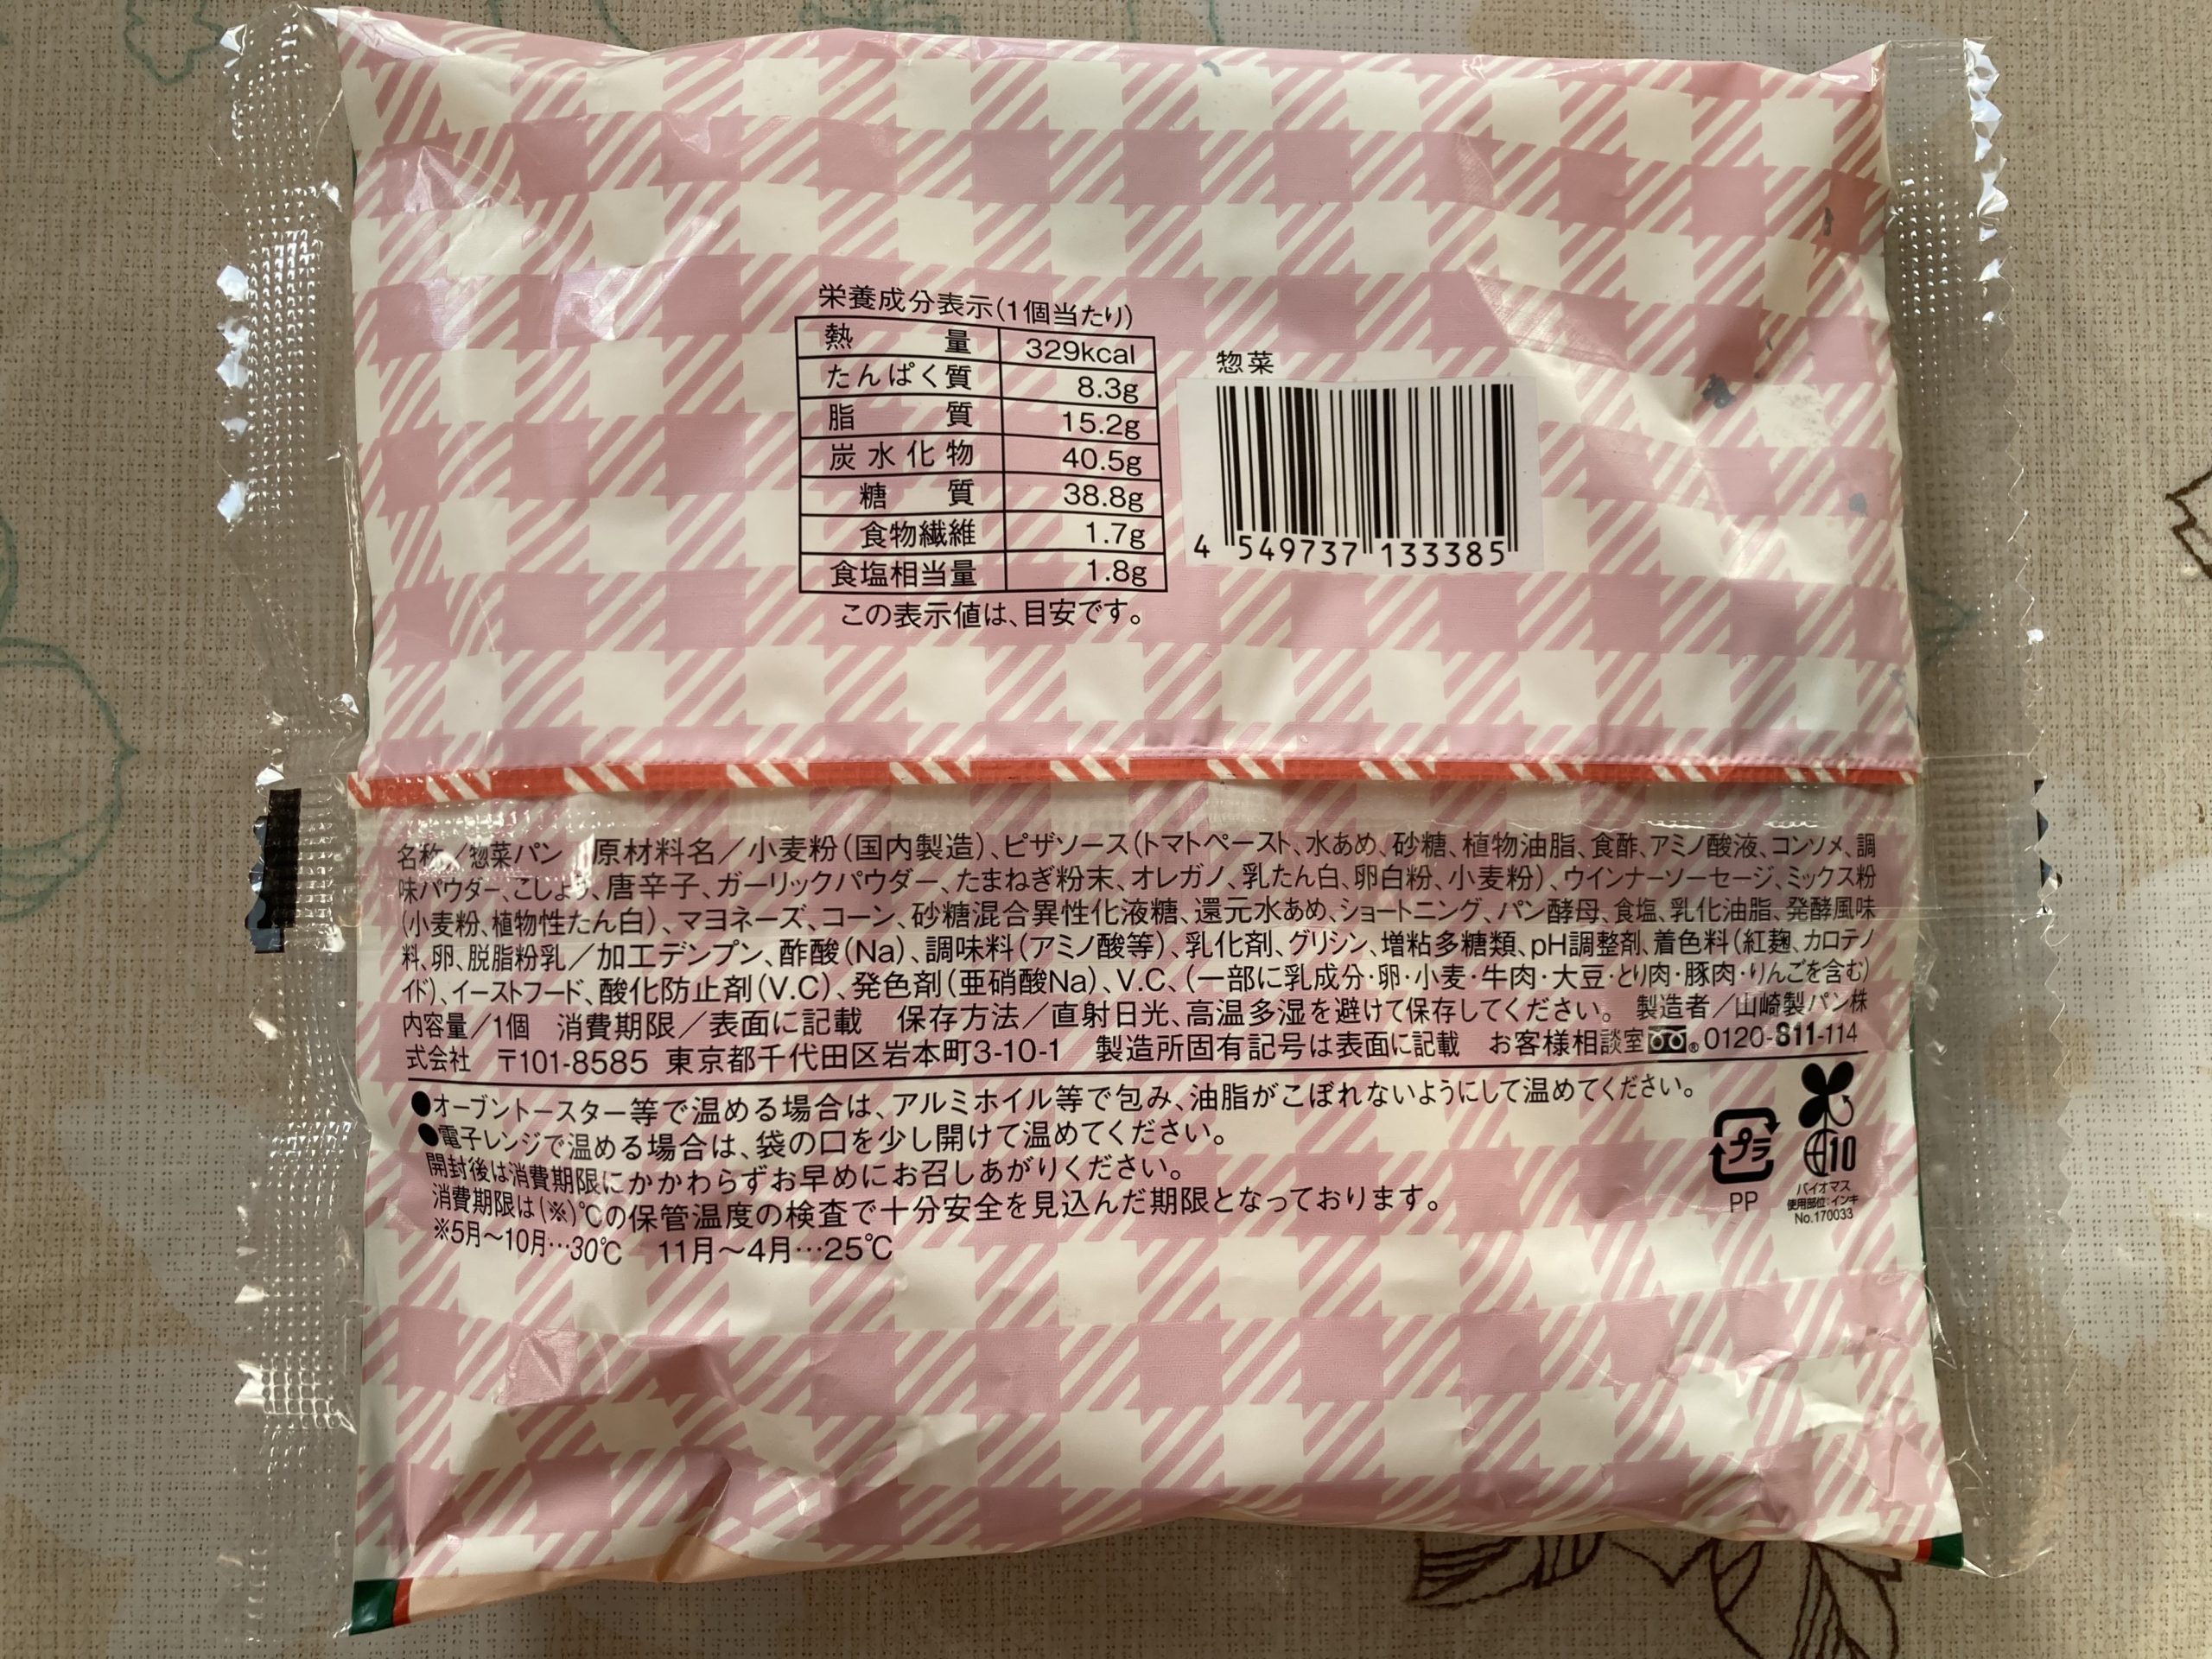 栄養成分表示(1個当たり)
熱量 329kcal
たんぱく質 8.3g
脂質 15.2g
炭水化物 40.5g
糖質 38.8g
食物繊維 1.7g
食塩相当量 1.8g
この表示値は、目安です。
惣菜
4 549737 133385
名称/惣菜パン 原材料名/小麦粉(国内製造)、ピザソース(トマトペースト、水あめ、砂糖、植物油脂、食酢、アミノ酸液、コンソメ、調
味パウダー、こしょう、唐辛子、ガーリックパウダー、たまねぎ粉末、オレガノ、乳たん白、卵白粉、小麦粉)、ウインナーソーセージ、ミックス粉
(小麦粉、植物性たん白)、マヨネーズ、コーン、砂糖混合異性化液糖、還元水あめ、ショートニング、パン酵母、食塩、乳化油脂、発酵風味
料、卵、脱脂粉乳/加工デンプン、酢酸(Na)、調味料(アミノ酸等)、乳化剤、グリシン、増粘多糖類、pH調整剤、着色料(紅麹、カロテノ
イド)、イーストフード、酸化防止剤(V.C)、発色剤(亜硝酸Na)、V.C、(一部に乳成分・卵・小麦・牛肉・大豆・とり肉・豚肉・りんごを含む)
内容量/1個 消費期限/表面に記載 保存方法/直射日光、高温多湿を避けて保存してください。 製造者/山崎製パン株
式会社 〒101-8585 東京都千代田区岩本町3-10-1 製造所固有記号は表面に記載 お客様相談室 ® 0120-811-114
●オーブントースター等で温める場合は、アルミホイル等で包み、油脂がこぼれないようにして温めてください。
●電子レンジで温める場合は、袋の口を少し開けて温めてください。
開封後は消費期限にかかわらずお早めにお召しあがりください。
消費期限は(※)℃の保管温度の検査で十分安全を見込んだ期限となっております。
※5月～10月…30℃ 11月～4月…25℃
プラ
PP
10
バイオマス
使用部位:インキ
No.170033